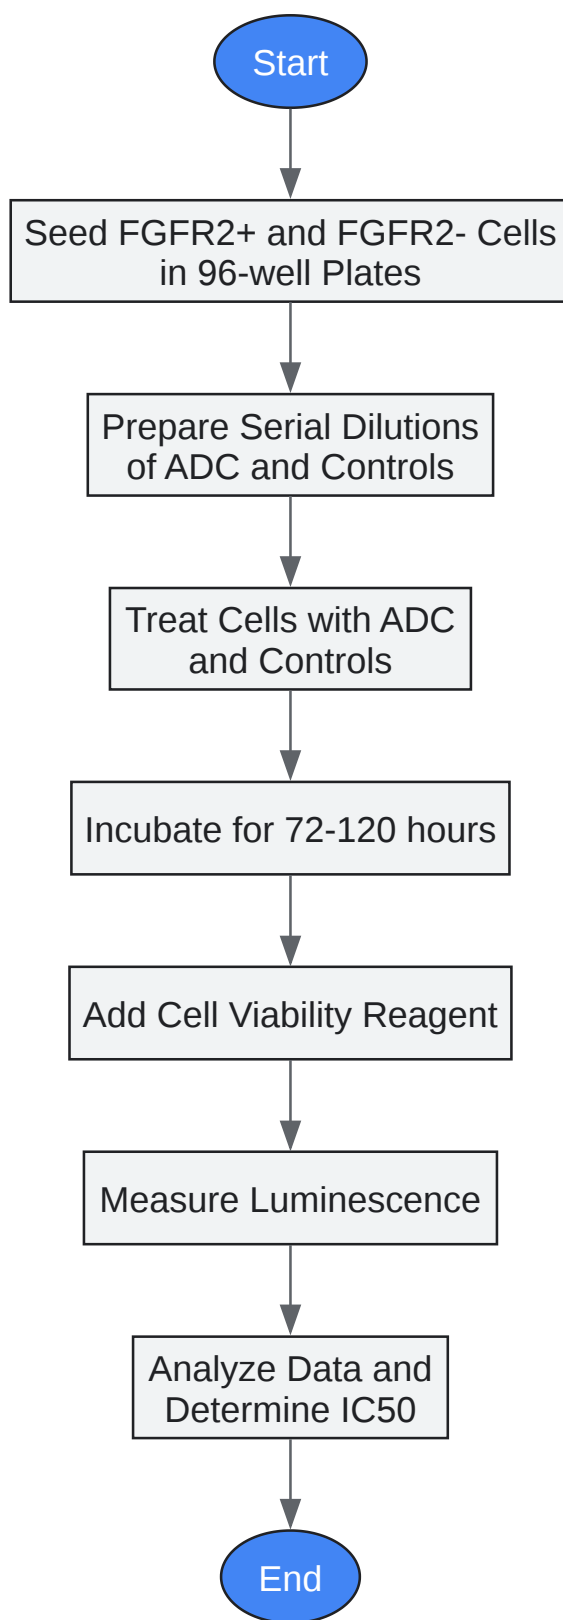 Start
Seed FGFR2+ and FGFR2- Cells
in 96-well Plates
Prepare Serial Dilutions
of ADC and Controls
Treat Cells with ADC
and Controls
Incubate for 72-120 hours
Add Cell Viability Reagent
Measure Luminescence
Analyze Data and
Determine IC50
End